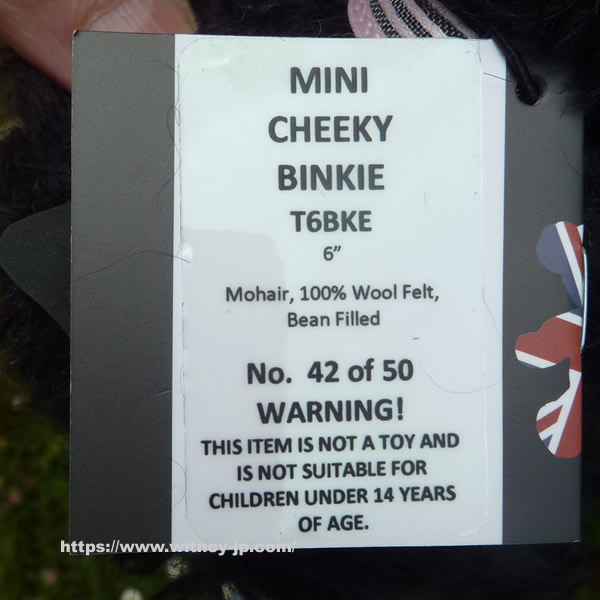 MINI
CHEEKY
BINKIE
T6BKE
6”
Mohair, 100% Wool Felt,
Bean Filled
No. 42 of 50
WARNING!
THIS ITEM IS NOT A TOY AND
IS NOT SUITABLE FOR
CHILDREN UNDER 14 YEARS
OF AGE.
https://www.witney-jp.com/